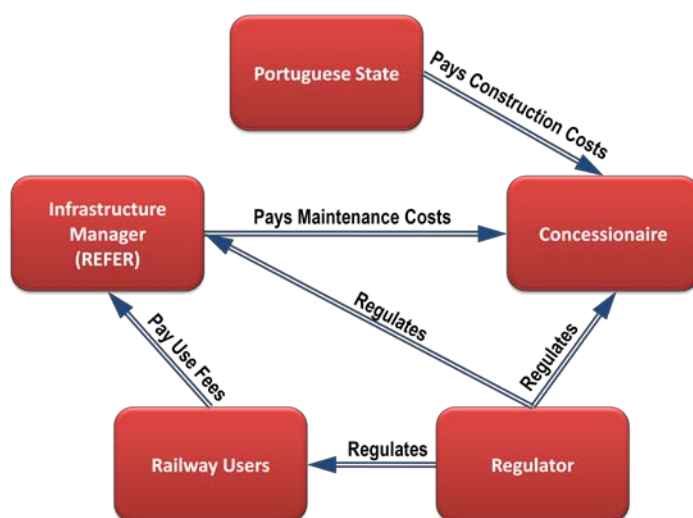 Portuguese State
Pays Construction Costs
Infrastructure
Manager
(REFER)
Pays Maintenance Costs
Concessionaire
Regulates
Regulates
Pay Use Fees
Railway Users
Regulates
Regulator